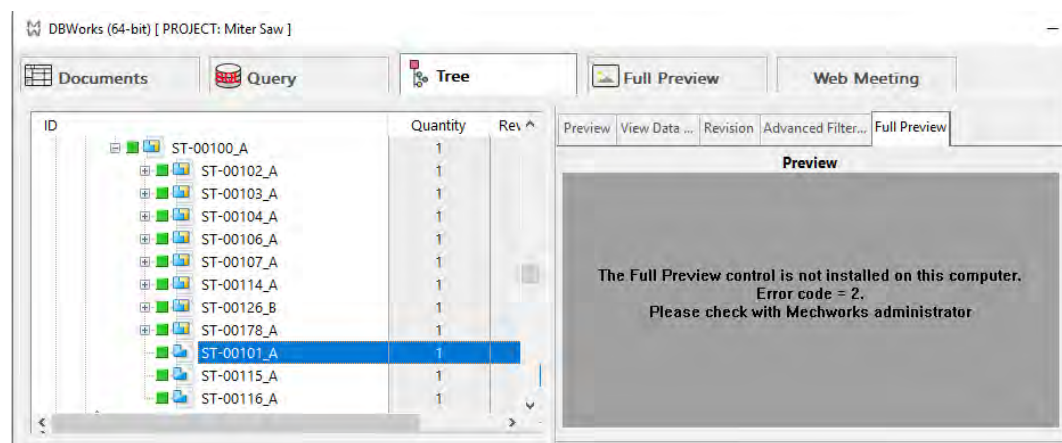 DBWorks (64-bit) [ PROJECT: Miter Saw ]
Documents
Query
Tree
Full Preview
Web Meeting
ID Quantity Rev
ST-00100_A 1
ST-00102_A 1
ST-00103_A 1
ST-00104_A 1
ST-00106_A 1
ST-00107_A 1
ST-00114_A 1
ST-00126_B 1
ST-00178_A 1
ST-00101_A 1
ST-00115_A 1
ST-00116_A 1
Preview View Data ... Revision Advanced Filter... Full Preview
Preview
The Full Preview control is not installed on this computer.
Error code = 2.
Please check with Mechworks administrator